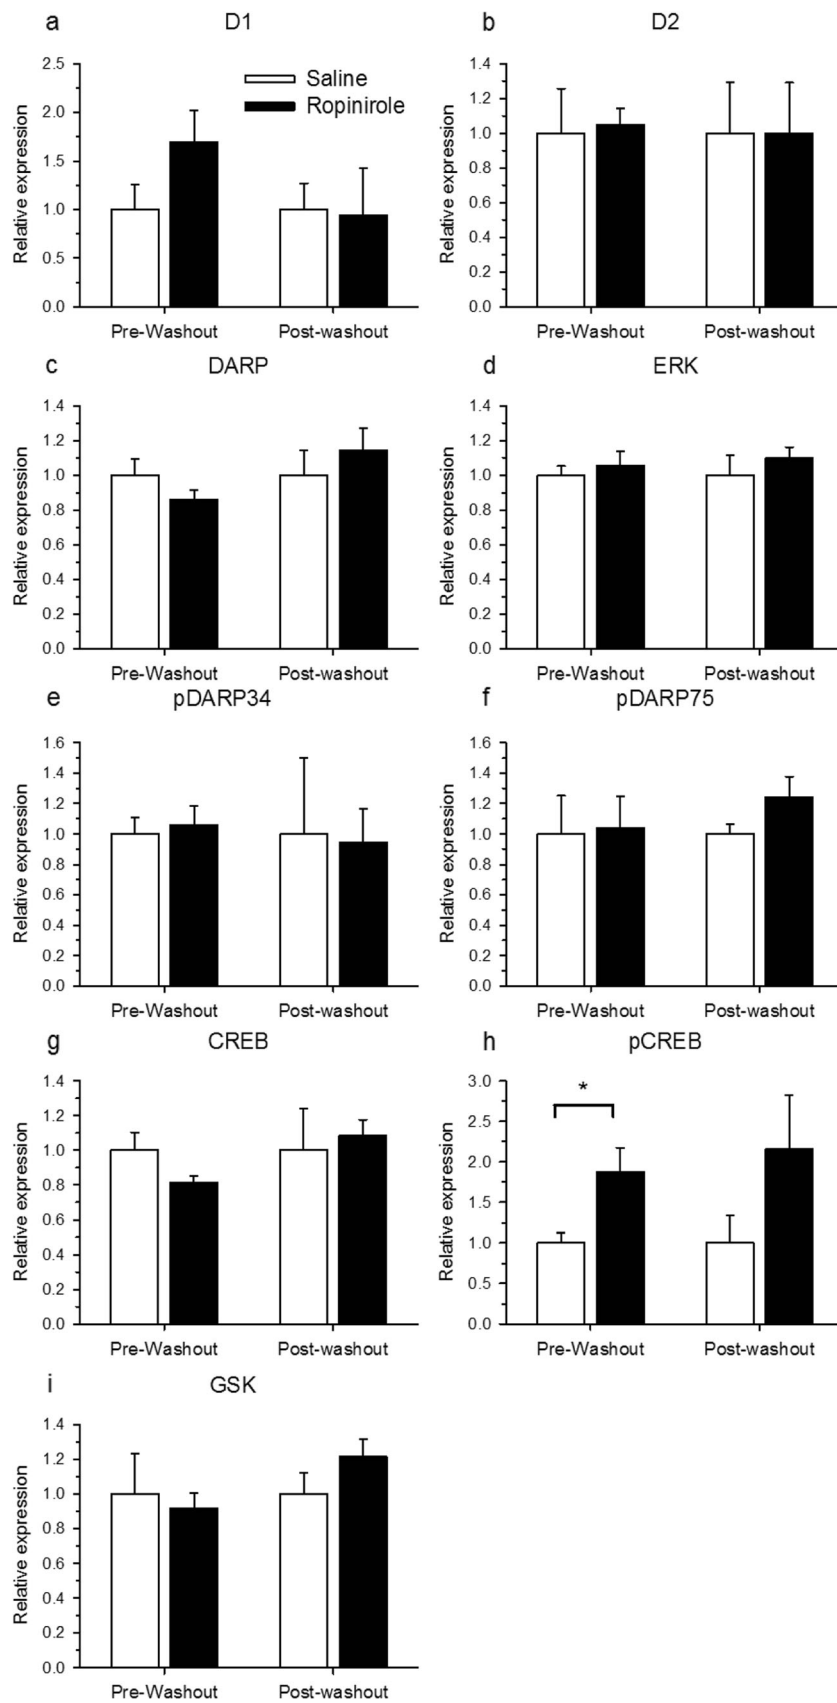 a D1
2.5
2.0
1.5
1.0
0.5
0.0
Relative expression
Saline
Ropinirole
Pre-Washout Post-washout
b D2
1.4
1.2
1.0
0.8
0.6
0.4
0.2
0.0
Relative expression
Pre-Washout Post-washout
c DARP
1.4
1.2
1.0
0.8
0.6
0.4
0.2
0.0
Relative expression
Pre-Washout Post-washout
d ERK
1.4
1.2
1.0
0.8
0.6
0.4
0.2
0.0
Relative expression
Pre-Washout Post-washout
e pDARP34
1.6
1.4
1.2
1.0
0.8
0.6
0.4
0.2
0.0
Relative expression
Pre-Washout Post-washout
f pDARP75
1.6
1.4
1.2
1.0
0.8
0.6
0.4
0.2
0.0
Relative expression
Pre-Washout Post-washout
g CREB
1.4
1.2
1.0
0.8
0.6
0.4
0.2
0.0
Relative expression
Pre-Washout Post-washout
h pCREB
3.0
2.5
2.0
1.5
1.0
0.5
0.0
Relative expression
*
Pre-Washout Post-washout
i GSK
1.4
1.2
1.0
0.8
0.6
0.4
0.2
0.0
Relative expression
Pre-Washout Post-washout